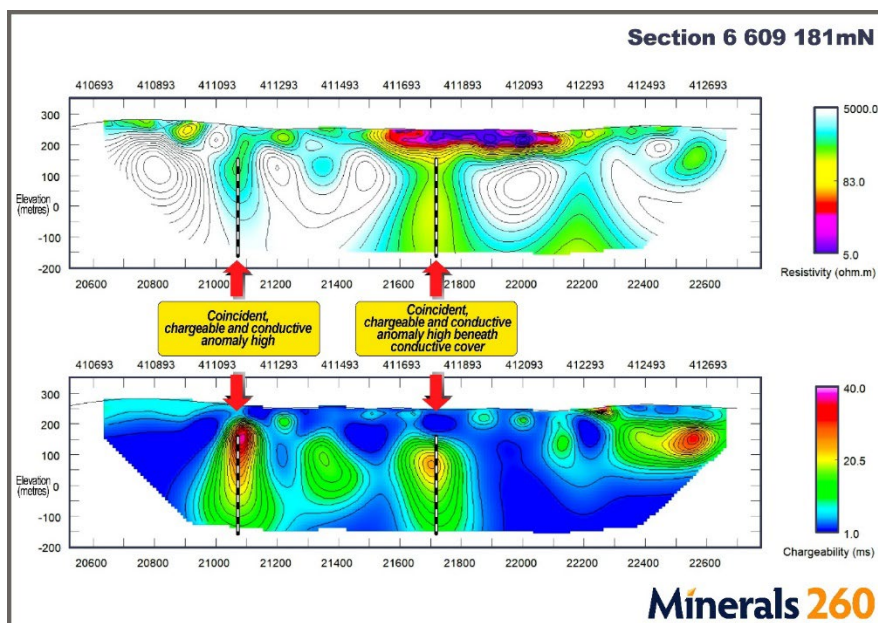 Section 6 609 181mN
410693 410893 411093 411293 411493 411693 411893 412093 412293 412493 412693
300
200
100
0
-100
-200
Elevation
(metres)
20600 20800 21000 21200 21400 21600 21800 22000 22200 22400 22600
5000.0
83.0
5.0
Resistivity (ohm.m)
Coincident,
chargeable and conductive
anomaly high
Coincident,
chargeable and conductive
anomaly high beneath
conductive cover
410693 410893 411093 411293 411493 411693 411893 412093 412293 412493 412693
300
200
100
0
-100
-200
Elevation
(metres)
20600 20800 21000 21200 21400 21600 21800 22000 22200 22400 22600
40.0
20.5
1.0
Chargeability (ms)
Minerals 260